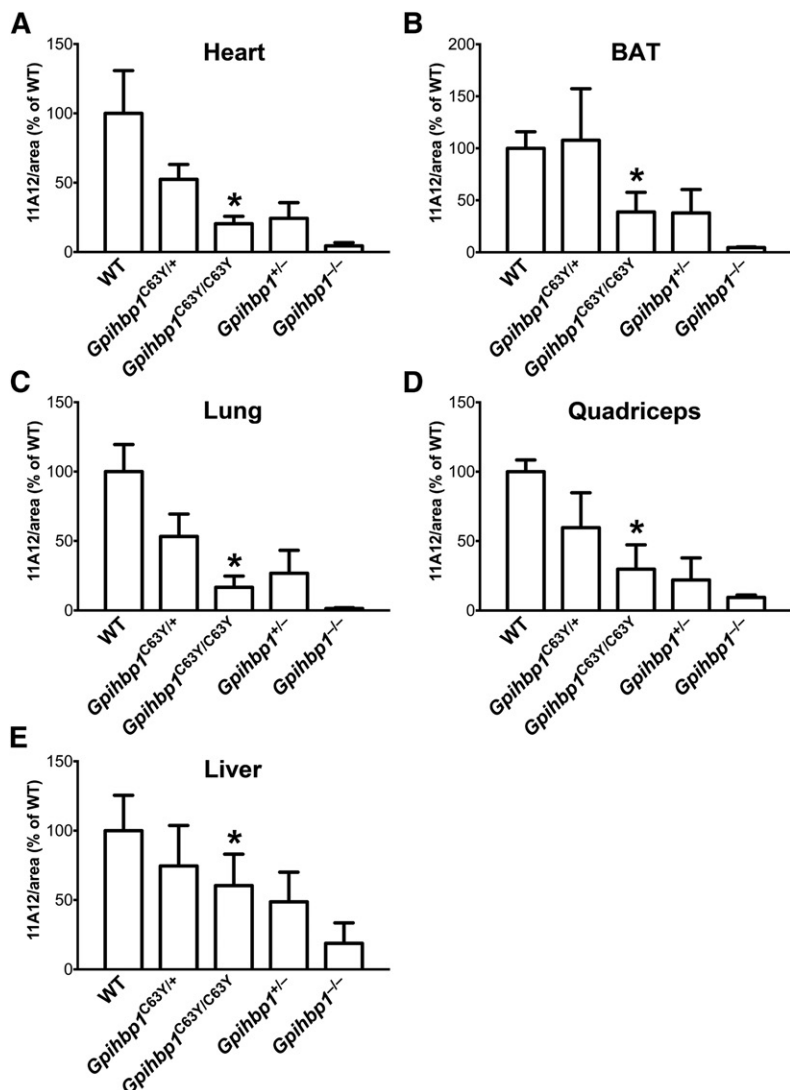 A
Heart
11A12/area (% of WT)
150
100
50
0
*
WT
Gpihbp1C63Y/+
Gpihbp1C63Y/C63Y
Gpihbp1+/–
Gpihbp1–/–
B
BAT
11A12/area (% of WT)
200
150
100
50
0
*
WT
Gpihbp1C63Y/+
Gpihbp1C63Y/C63Y
Gpihbp1+/–
Gpihbp1–/–
C
Lung
11A12/area (% of WT)
150
100
50
0
*
WT
Gpihbp1C63Y/+
Gpihbp1C63Y/C63Y
Gpihbp1+/–
Gpihbp1–/–
D
Quadriceps
11A12/area (% of WT)
150
100
50
0
*
WT
Gpihbp1C63Y/+
Gpihbp1C63Y/C63Y
Gpihbp1+/–
Gpihbp1–/–
E
Liver
11A12/area (% of WT)
150
100
50
0
*
WT
Gpihbp1C63Y/+
Gpihbp1C63Y/C63Y
Gpihbp1+/–
Gpihbp1–/–